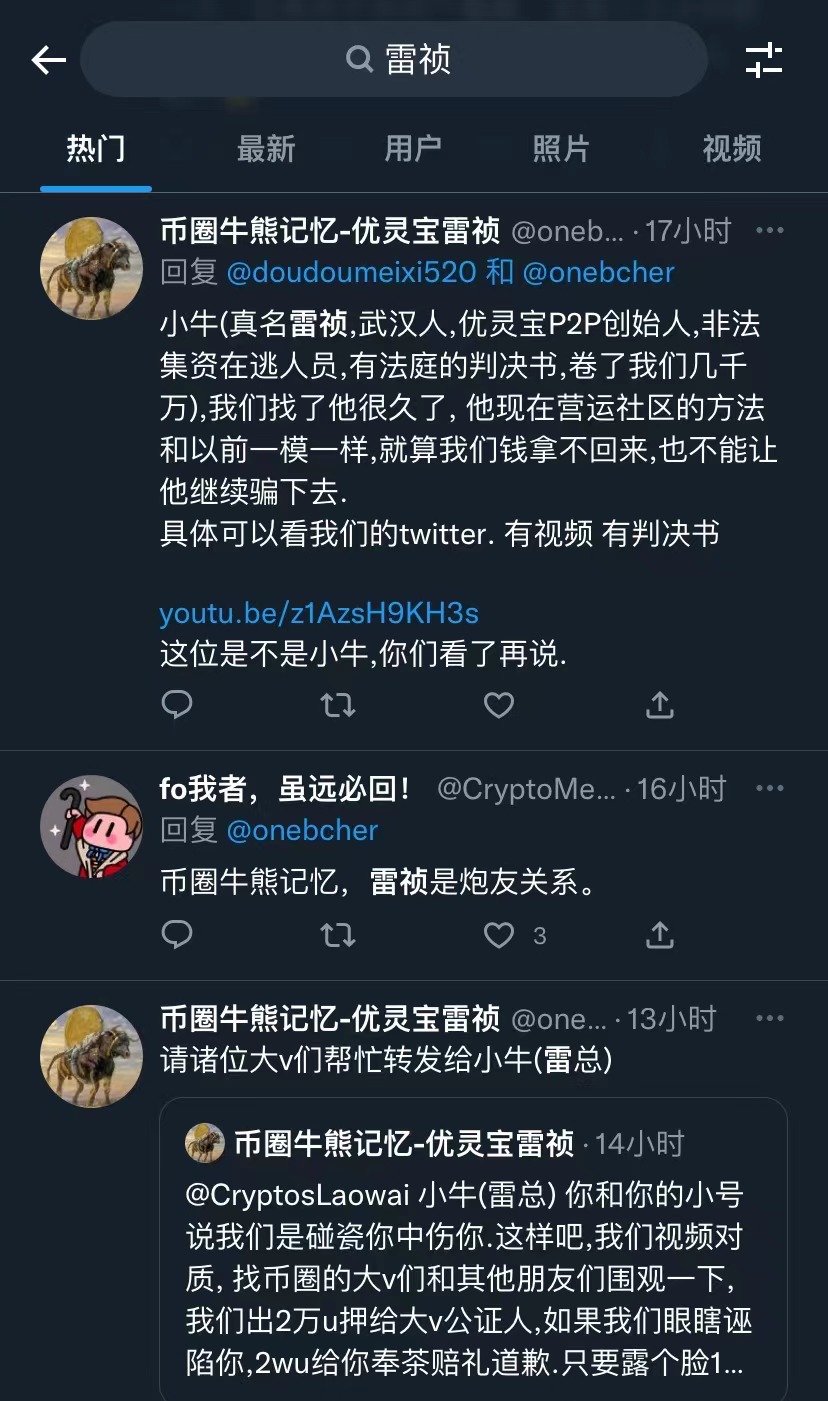 雷祯
热门 最新 用户 照片 视频
币圈牛熊记忆-优灵宝雷祯 @oneb... · 17小时
回复 @doudoumeixi520 和 @onebcher
小牛(真名雷祯,武汉人,优灵宝P2P创始人,非法
集资在逃人员,有法庭的判决书,卷了我们几千
万),我们找了他很久了, 他现在营运社区的方法
和以前一模一样,就算我们钱拿不回来,也不能让
他继续骗下去.
具体可以看我们的twitter. 有视频 有判决书
youtu.be/z1AzsH9KH3s
这位是不是小牛,你们看了再说.
fo我者，虽远必回！ @CryptoMe... · 16小时
回复 @onebcher
币圈牛熊记忆，雷祯是炮友关系。
3
币圈牛熊记忆-优灵宝雷祯 @one... · 13小时
请诸位大v们帮忙转发给小牛(雷总)
币圈牛熊记忆-优灵宝雷祯 · 14小时
@CryptosLaowai 小牛(雷总) 你和你的小号
说我们是碰瓷你中伤你.这样吧,我们视频对
质, 找币圈的大v们和其他朋友们围观一下,
我们出2万u押给大v公证人,如果我们眼瞎诬
陷你,2wu给你奉茶赔礼道歉.只要露个脸1...